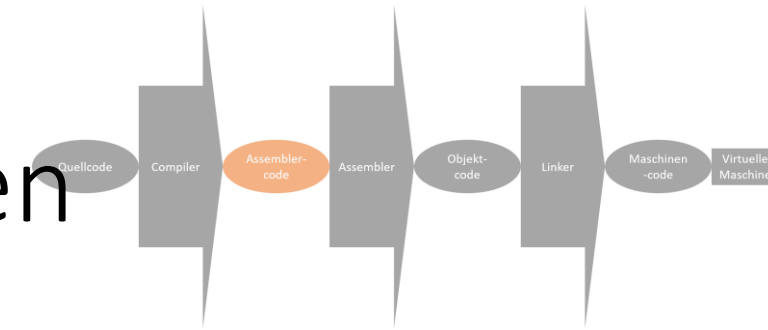 en
Quellcode
Compiler
Assembler-
code
Assembler
Objekt-
code
Linker
Maschinen
-code
Virtuelle
Maschine